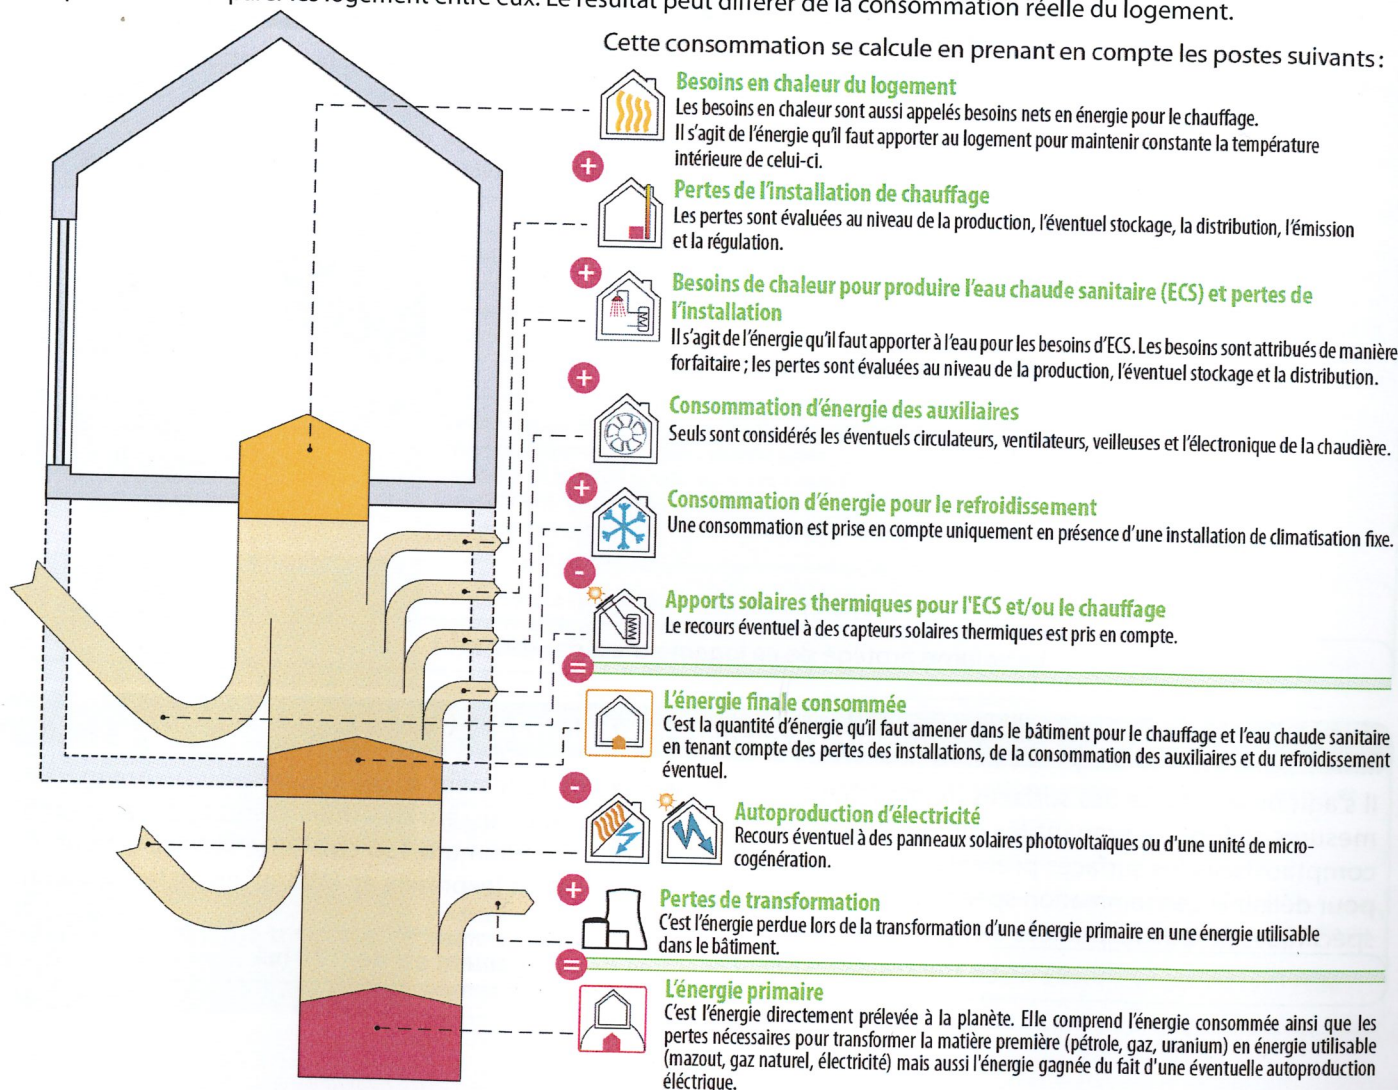 les logement entre eux. Le résultat peut différer de la consommation réelle du logement.
Cette consommation se calcule en prenant en compte les postes suivants :
Besoins en chaleur du logement
Les besoins en chaleur sont aussi appelés besoins nets en énergie pour le chauffage.
Il s'agit de l'énergie qu'il faut apporter au logement pour maintenir constante la température
intérieure de celui-ci.
+
Pertes de l'installation de chauffage
Les pertes sont évaluées au niveau de la production, l'éventuel stockage, la distribution, l'émission
et la régulation.
+
Besoins de chaleur pour produire l'eau chaude sanitaire (ECS) et pertes de
l'installation
Il s'agit de l'énergie qu'il faut apporter à l'eau pour les besoins d'ECS. Les besoins sont attribués de manière
forfaitaire ; les pertes sont évaluées au niveau de la production, l'éventuel stockage et la distribution.
+
Consommation d'énergie des auxiliaires
Seuls sont considérés les éventuels circulateurs, ventilateurs, veilleuses et l'électronique de la chaudière.
+
Consommation d'énergie pour le refroidissement
Une consommation est prise en compte uniquement en présence d'une installation de climatisation fixe.
-
Apports solaires thermiques pour l'ECS et/ou le chauffage
Le recours éventuel à des capteurs solaires thermiques est pris en compte.
=
L'énergie finale consommée
C'est la quantité d'énergie qu'il faut amener dans le bâtiment pour le chauffage et l'eau chaude sanitaire
en tenant compte des pertes des installations, de la consommation des auxiliaires et du refroidissement
éventuel.
-
Autoproduction d'électricité
Recours éventuel à des panneaux solaires photovoltaïques ou d'une unité de micro-
cogénération.
+
Pertes de transformation
C'est l'énergie perdue lors de la transformation d'une énergie primaire en une énergie utilisable
dans le bâtiment.
=
L'énergie primaire
C'est l'énergie directement prélevée à la planète. Elle comprend l'énergie consommée ainsi que les
pertes nécessaires pour transformer la matière première (pétrole, gaz, uranium) en énergie utilisable
(mazout, gaz naturel, électricité) mais aussi l'énergie gagnée du fait d'une éventuelle autoproduction
éléctrique.